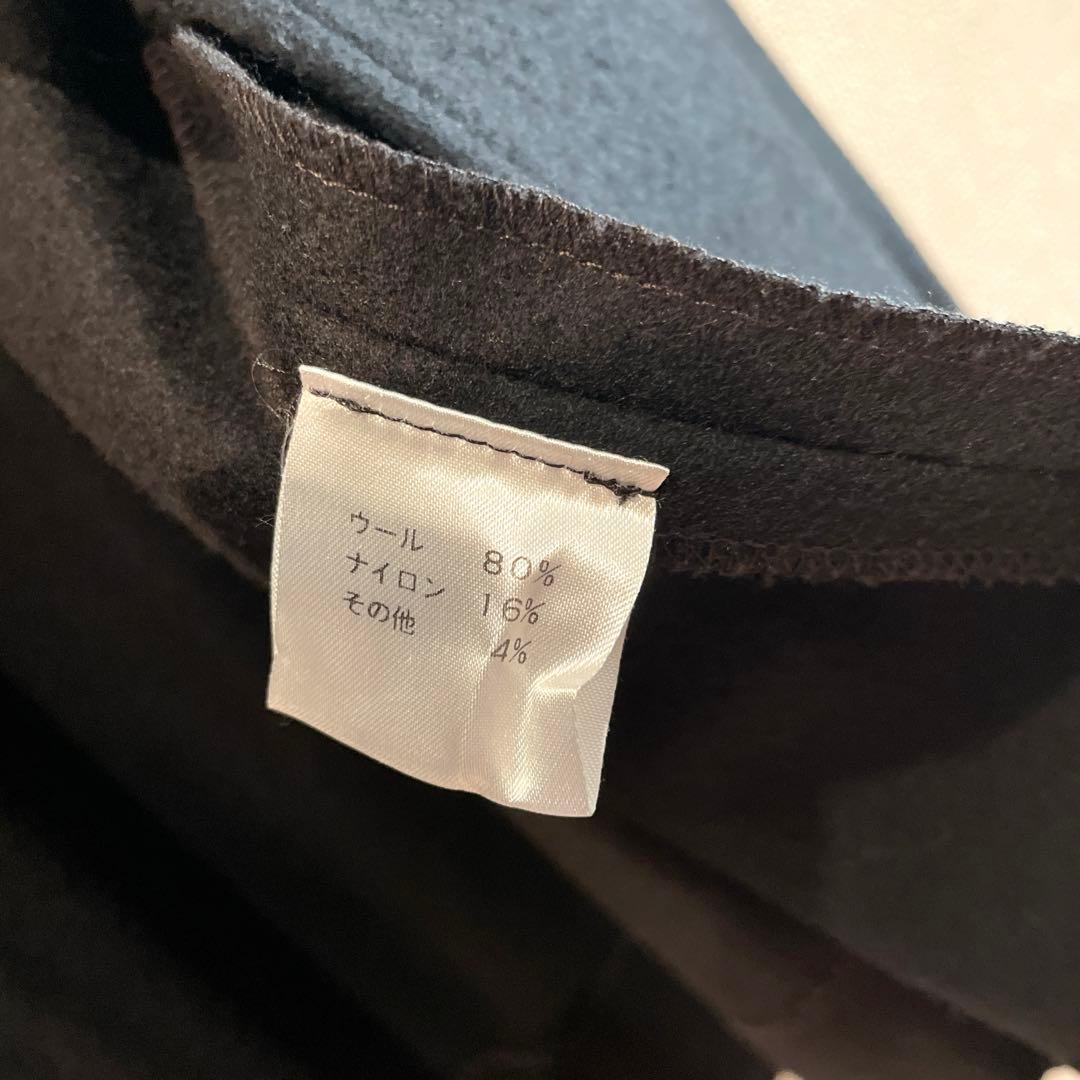 ウール 80%
ナイロン 16%
その他 4%